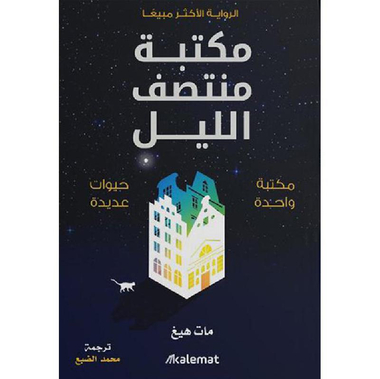 الرواية الأكثر مبيعًا
مكتبة
منتصف
الليل
مكتبة
واحدة
حيوات
عديدة
مات هيغ
ترجمة
محمد الضبع
kalemat